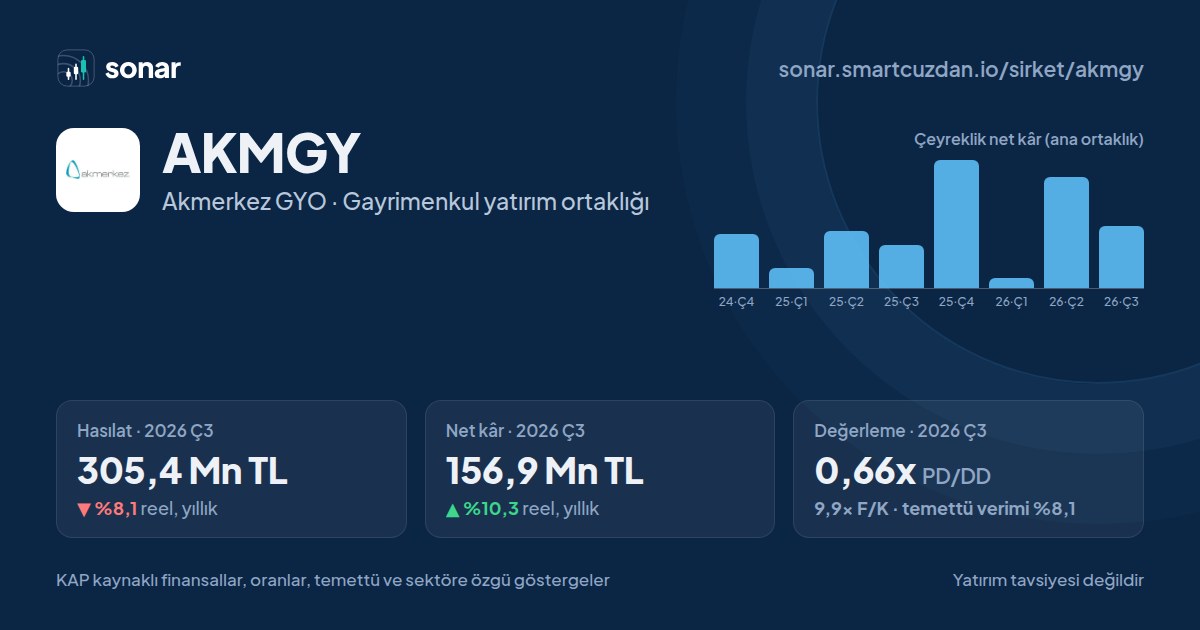 sonar
sonar.smartcuzdan.io/sirket/akmgy
akmerkez
AKMGY
Akmerkez GYO · Gayrimenkul yatırım ortaklığı
Çeyreklik net kâr (ana ortaklık)
24·Ç4 25·Ç1 25·Ç2 25·Ç3 25·Ç4 26·Ç1 26·Ç2 26·Ç3
Hasılat · 2026 Ç3
305,4 Mn TL
▼ %8,1 reel, yıllık
Net kâr · 2026 Ç3
156,9 Mn TL
▲ %10,3 reel, yıllık
Değerleme · 2026 Ç3
0,66x PD/DD
9,9× F/K · temettü verimi %8,1
KAP kaynaklı finansallar, oranlar, temettü ve sektöre özgü göstergeler
Yatırım tavsiyesi değildir